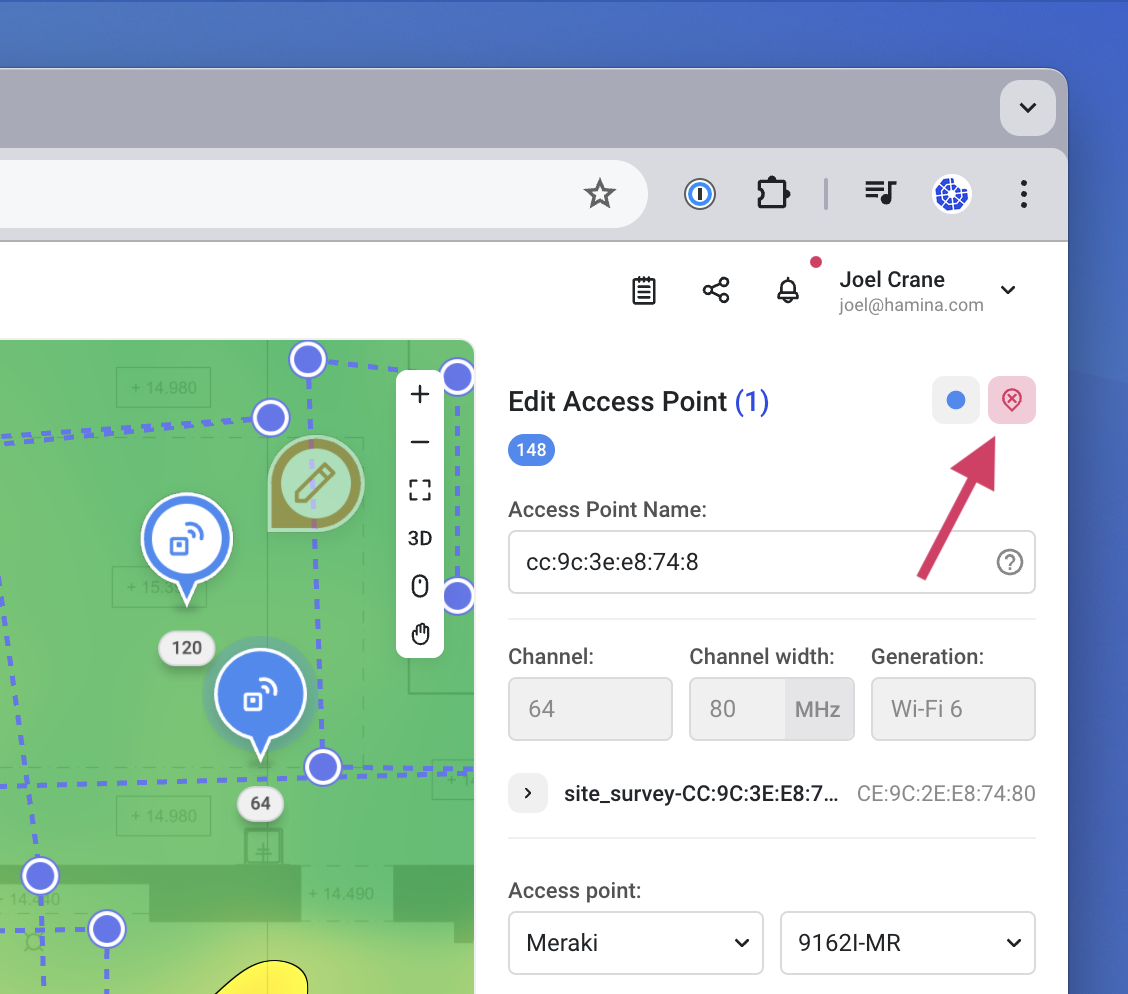 Joel Crane
joel@hamina.com
+ 14.980
3D
+ 15.3
120
64
+ 14.980
+ 14.490
Edit Access Point (1)
148
Access Point Name:
cc:9c:3e:e8:74:8
Channel:
Channel width:
Generation:
64
80
MHz
Wi-Fi 6
site_survey-CC:9C:3E:E8:7...
CE:9C:2E:E8:74:80
Access point:
Meraki
9162I-MR